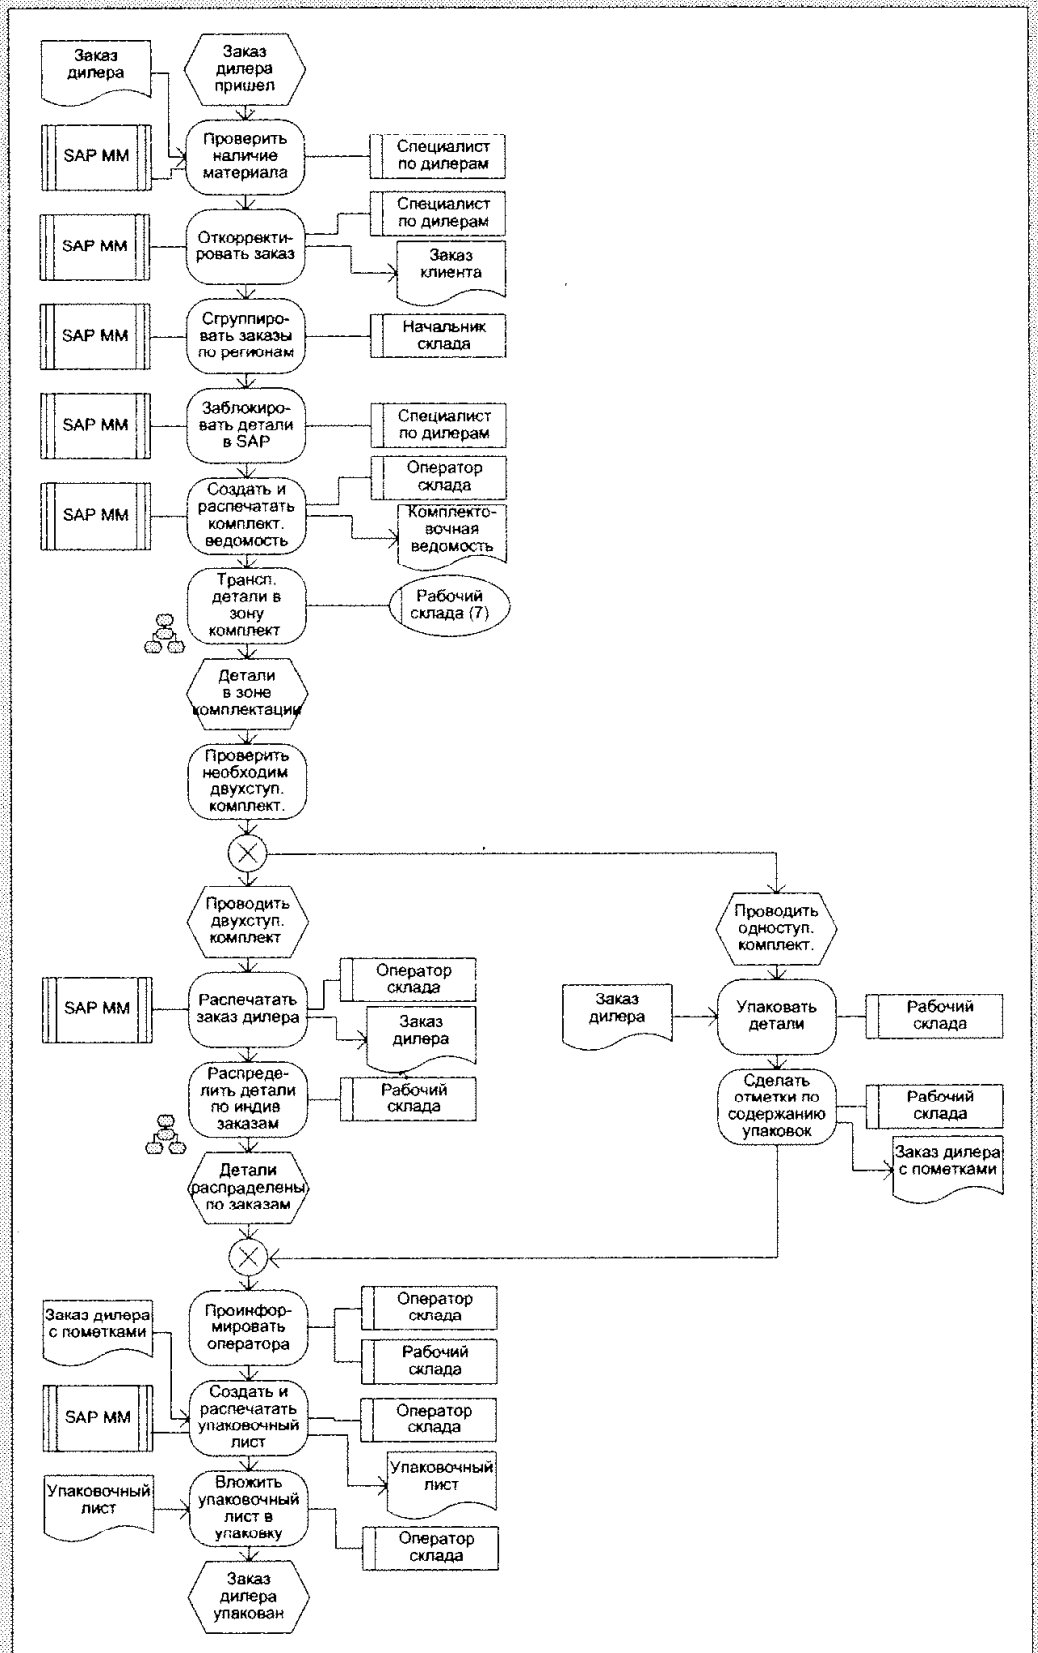 Заказ
дилера
Заказ
дилера
пришел
SAP MM
Проверить
наличие
материала
Специалист
по дилерам
SAP MM
Откорректи-
ровать заказ
Специалист
по дилерам
Заказ
клиента
SAP MM
Сгруппиро-
вать заказы
по регионам
Начальник
склада
SAP MM
Заблокиро-
вать детали
в SAP
Специалист
по дилерам
SAP MM
Создать и
распечатать
комплект.
ведомость
Оператор
склада
Комплекто-
вочная
ведомость
Трансп.
детали в
зону
комплект
Рабочий
склада (7)
Детали
в зоне
комплектации
Проверить
необходим
двухступ.
комплект.
Проводить
двухступ.
комплект
Проводить
одноступ.
комплект.
SAP MM
Распечатать
заказ дилера
Оператор
склада
Заказ
дилера
Заказ
дилера
Упаковать
детали
Рабочий
склада
Распреде-
лить детали
по индив
заказам
Рабочий
склада
Сделать
отметки по
содержанию
упаковок
Рабочий
склада
Заказ дилера
с пометками
Детали
распраделены
по заказам
Проинфор-
мировать
оператора
Оператор
склада
Рабочий
склада
Заказ дилера
с пометками
SAP MM
Создать и
распечатать
упаковочный
лист
Оператор
склада
Упаковочный
лист
Упаковочный
лист
Вложить
упаковочный
лист в
упаковку
Оператор
склада
Заказ
дилера
упакован